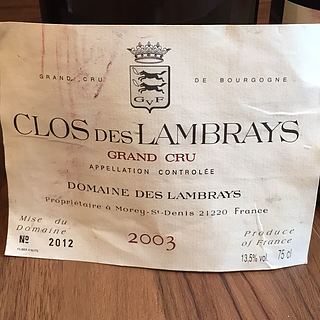 GRAND CRU DE BOURGOGNE
GVF
CLOS DES LAMBRAYS
GRAND CRU
APPELLATION CONTROLÉE
DOMAINE DES LAMBRAYS
Propriétaire à Morey-St-Denis 21220 France
Mise du
Domaine
Nº 2012
2003
Produce
of France
13,5% vol. 75 cl